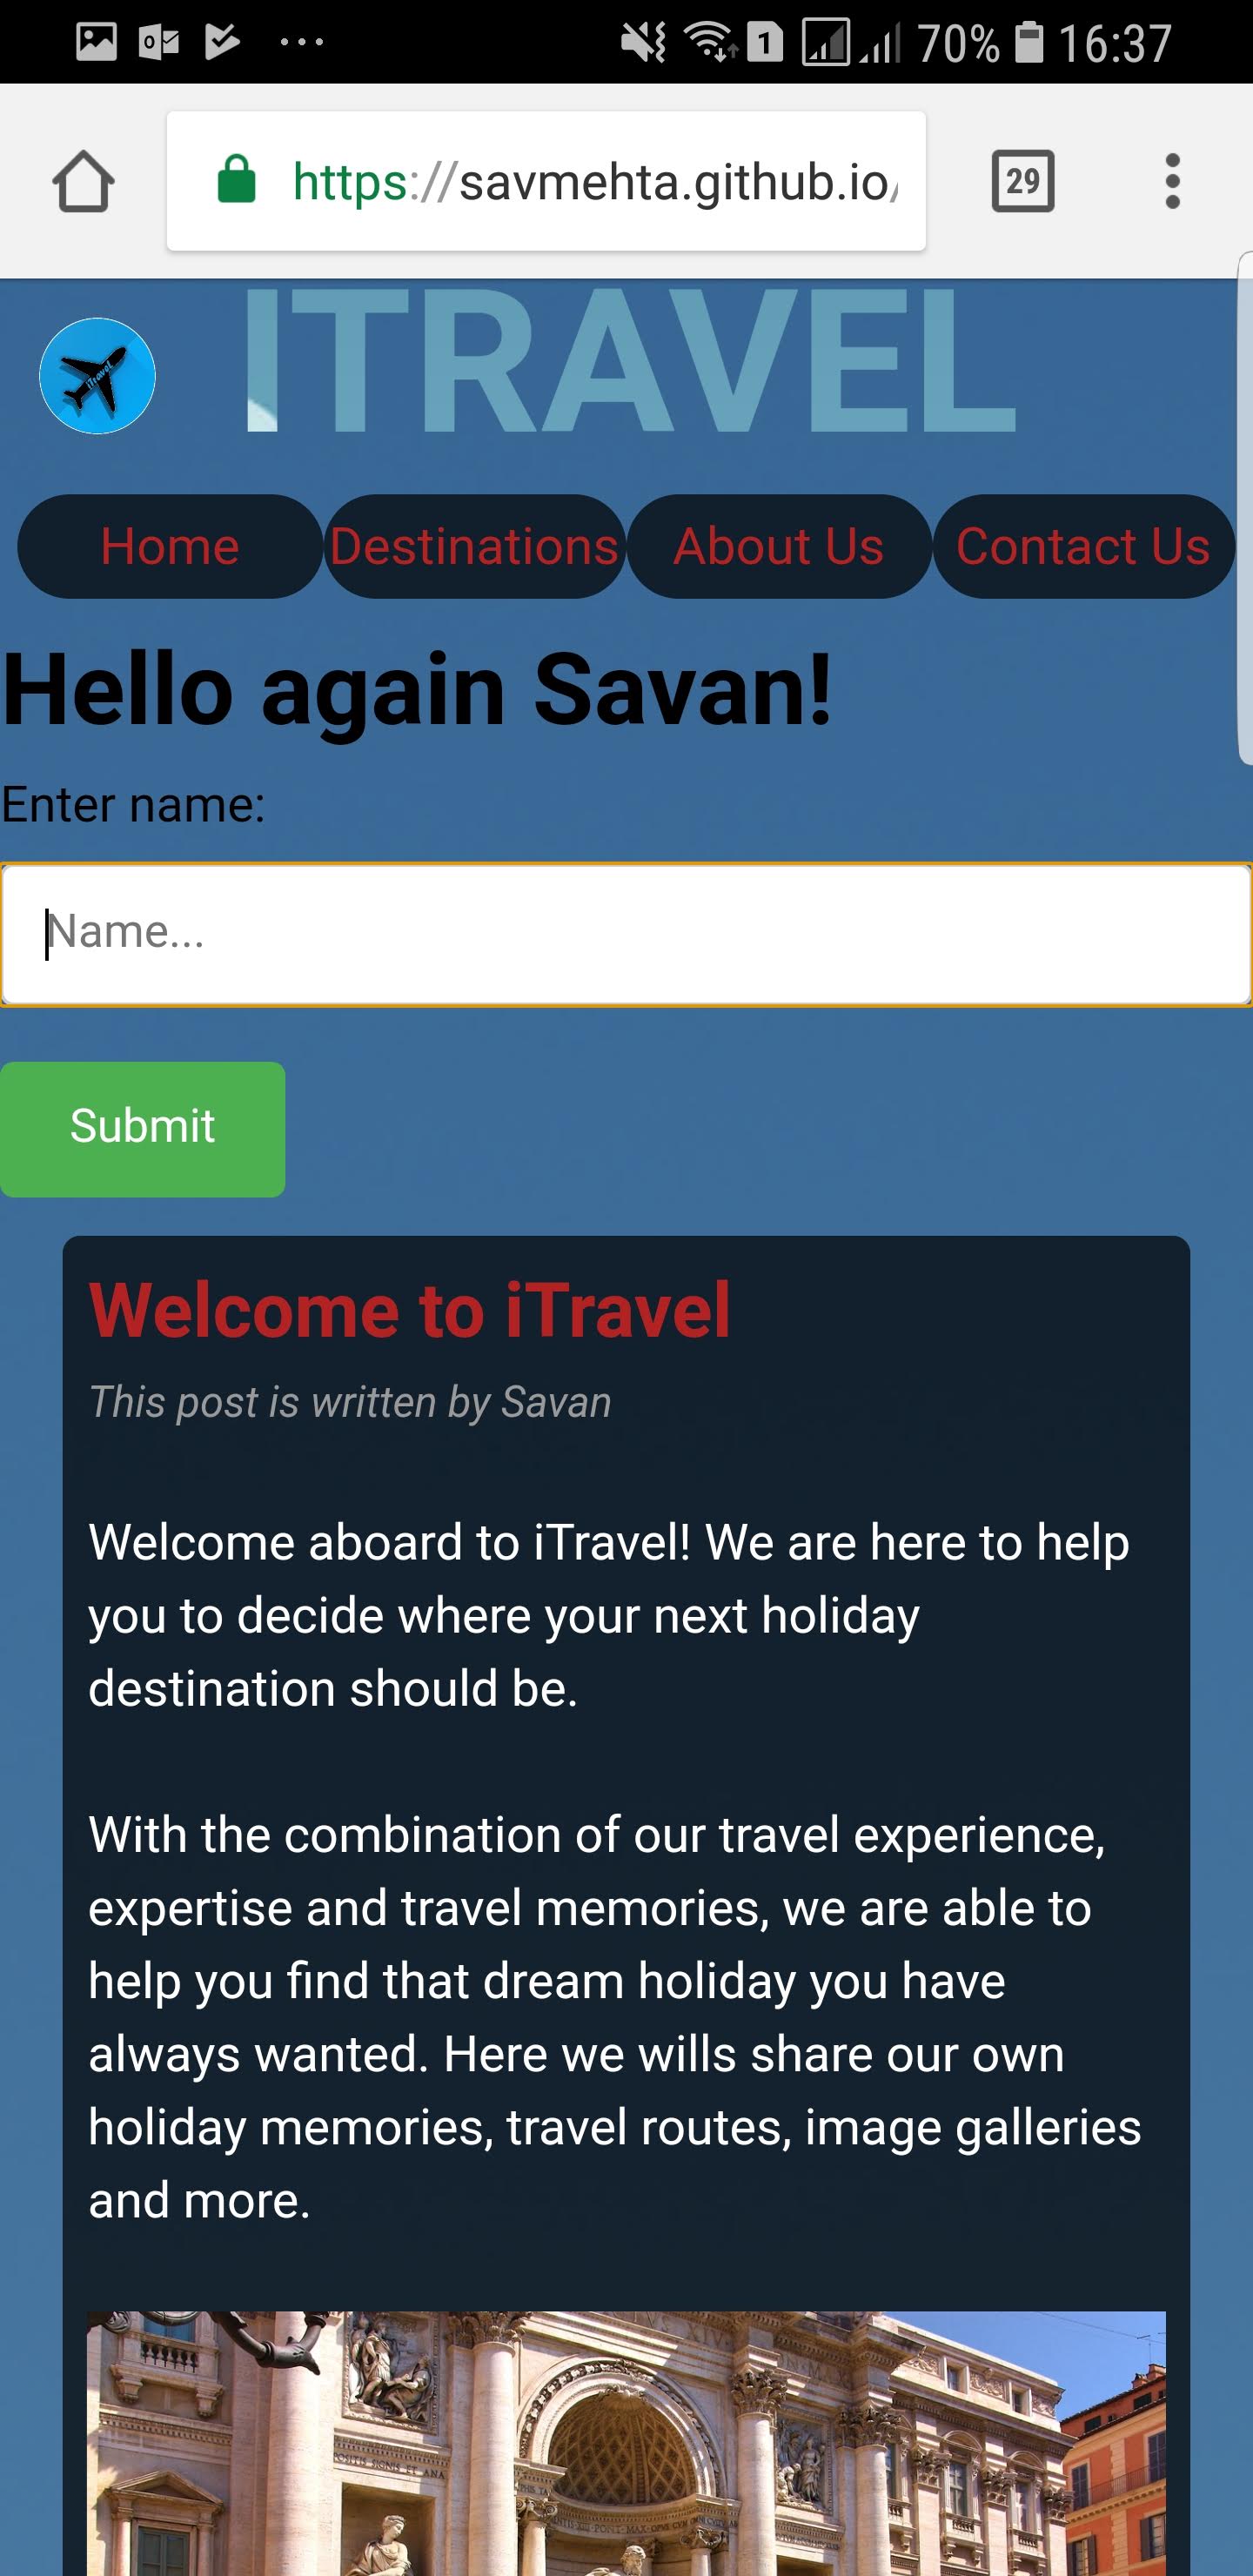 70% 16:37
https://savmehta.github.io/
29
iTravel
ITRAVEL
Home Destinations About Us Contact Us
Hello again Savan!
Enter name:
Name...
Submit
Welcome to iTravel
This post is written by Savan
Welcome aboard to iTravel! We are here to help
you to decide where your next holiday
destination should be.
With the combination of our travel experience,
expertise and travel memories, we are able to
help you find that dream holiday you have
always wanted. Here we wills share our own
holiday memories, travel routes, image galleries
and more.